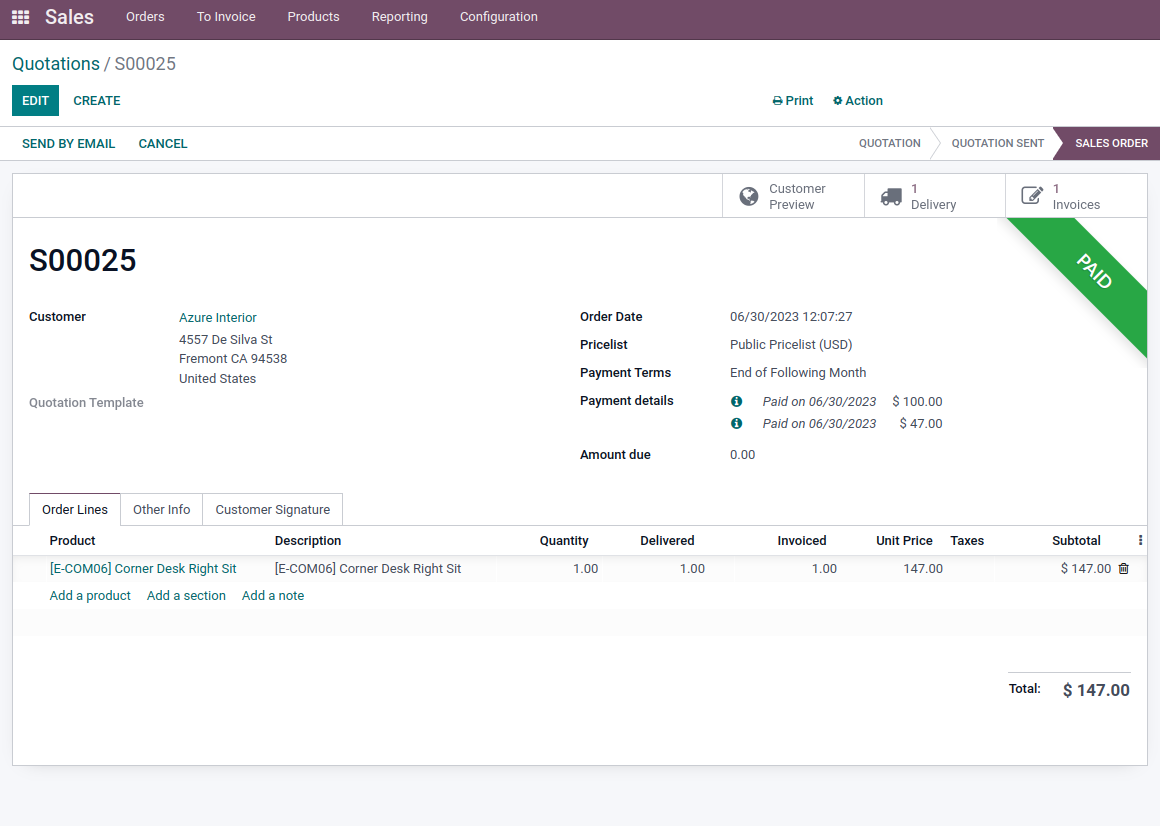 Sales Orders To Invoice Products Reporting Configuration
Quotations / S00025
EDIT CREATE Print Action
SEND BY EMAIL CANCEL QUOTATION QUOTATION SENT SALES ORDER
Customer Preview 1 Delivery 1 Invoices
PAID
S00025
Customer Azure Interior
4557 De Silva St
Fremont CA 94538
United States
Quotation Template
Order Date 06/30/2023 12:07:27
Pricelist Public Pricelist (USD)
Payment Terms End of Following Month
Payment details Paid on 06/30/2023 $ 100.00
Paid on 06/30/2023 $ 47.00
Amount due 0.00
Order Lines Other Info Customer Signature
Product Description Quantity Delivered Invoiced Unit Price Taxes Subtotal
[E-COM06] Corner Desk Right Sit [E-COM06] Corner Desk Right Sit 1.00 1.00 1.00 147.00 $ 147.00
Add a product Add a section Add a note
Total: $ 147.00